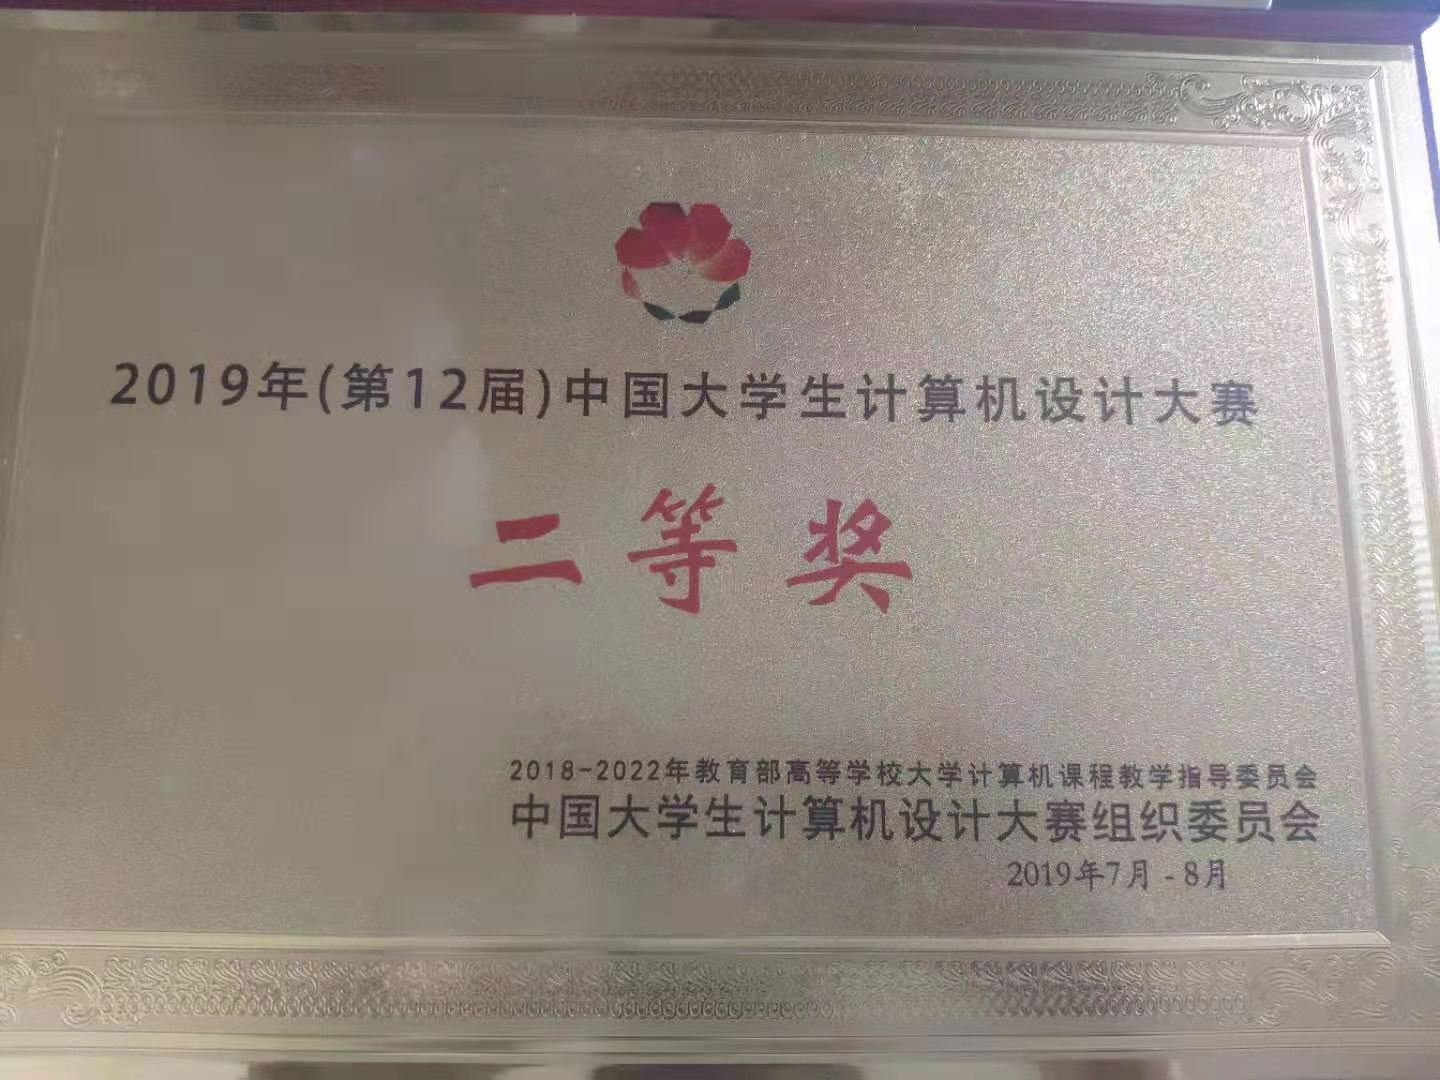 2019年(第12届)中国大学生计算机设计大赛
二等奖
2018-2022年教育部高等学校大学计算机课程教学指导委员会
中国大学生计算机设计大赛组织委员会
2019年7月 - 8月